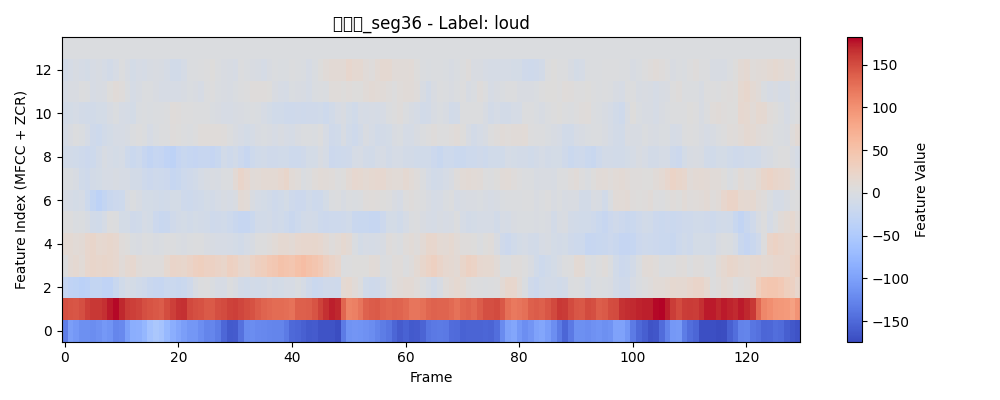 _seg36 - Label: loud
Feature Index (MFCC + ZCR)
12
10
8
6
4
2
0
0 20 40 60 80 100 120
Frame
150
100
50
0
−50
−100
−150
Feature Value